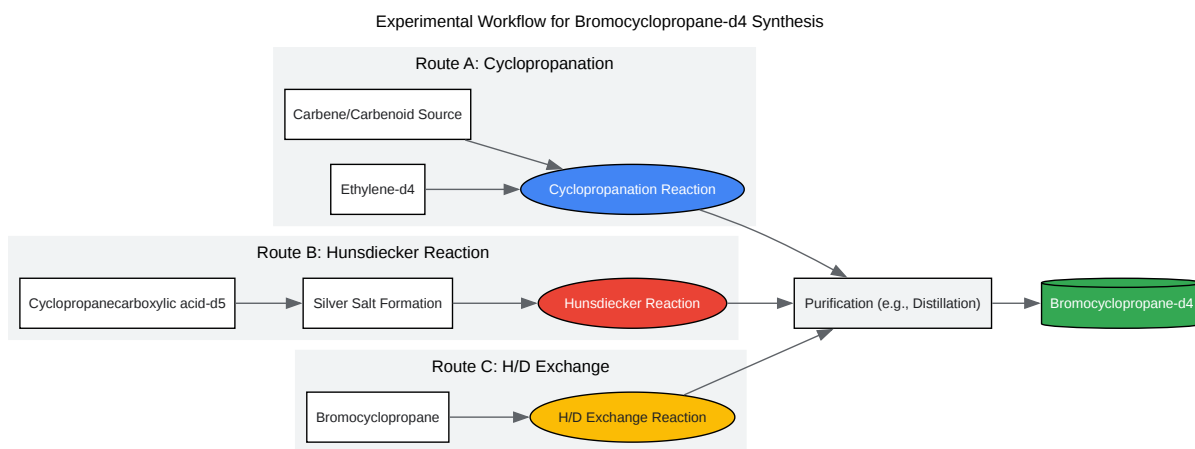 Experimental Workflow for Bromocyclopropane-d4 Synthesis
Route A: Cyclopropanation
Carbene/Carbenoid Source
Ethylene-d4
Cyclopropanation Reaction
Route B: Hunsdiecker Reaction
Cyclopropanecarboxylic acid-d5
Silver Salt Formation
Hunsdiecker Reaction
Purification (e.g., Distillation)
Bromocyclopropane-d4
Route C: H/D Exchange
Bromocyclopropane
H/D Exchange Reaction